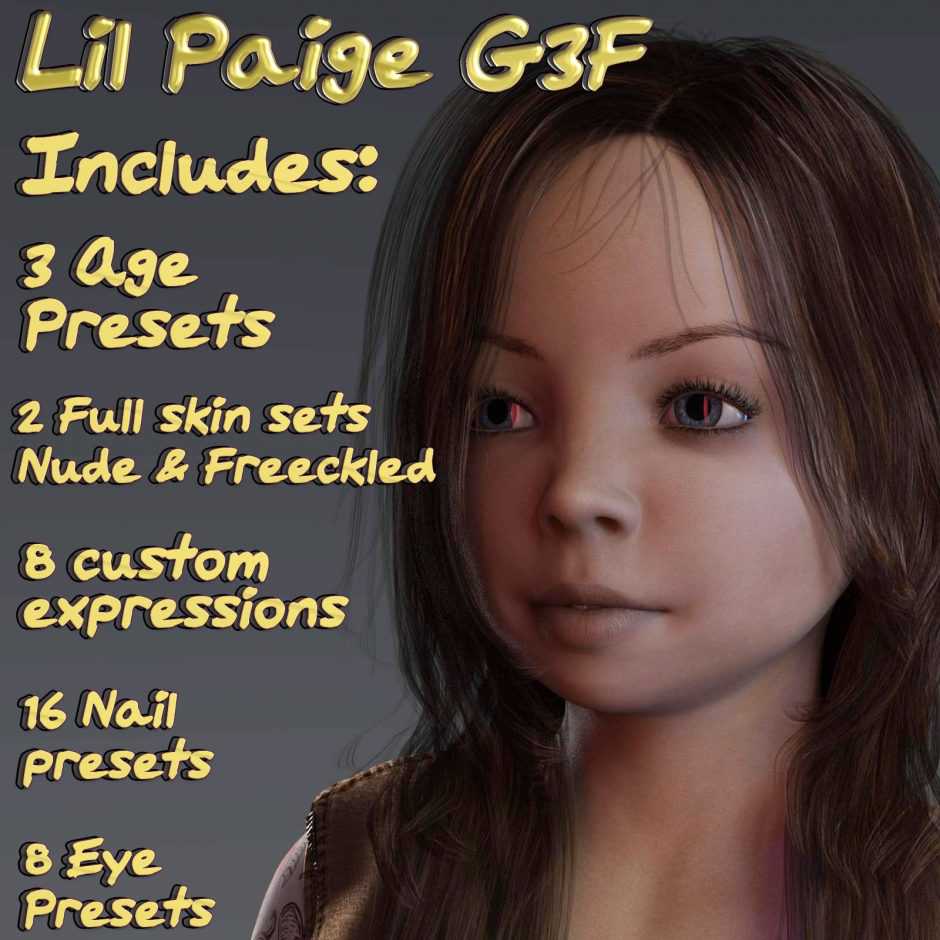 Lil Paige G3F
Includes:
3 Age
Presets
2 Full skin sets
Nude & Freeckled
8 custom
expressions
16 Nail
presets
8 Eye
Presets